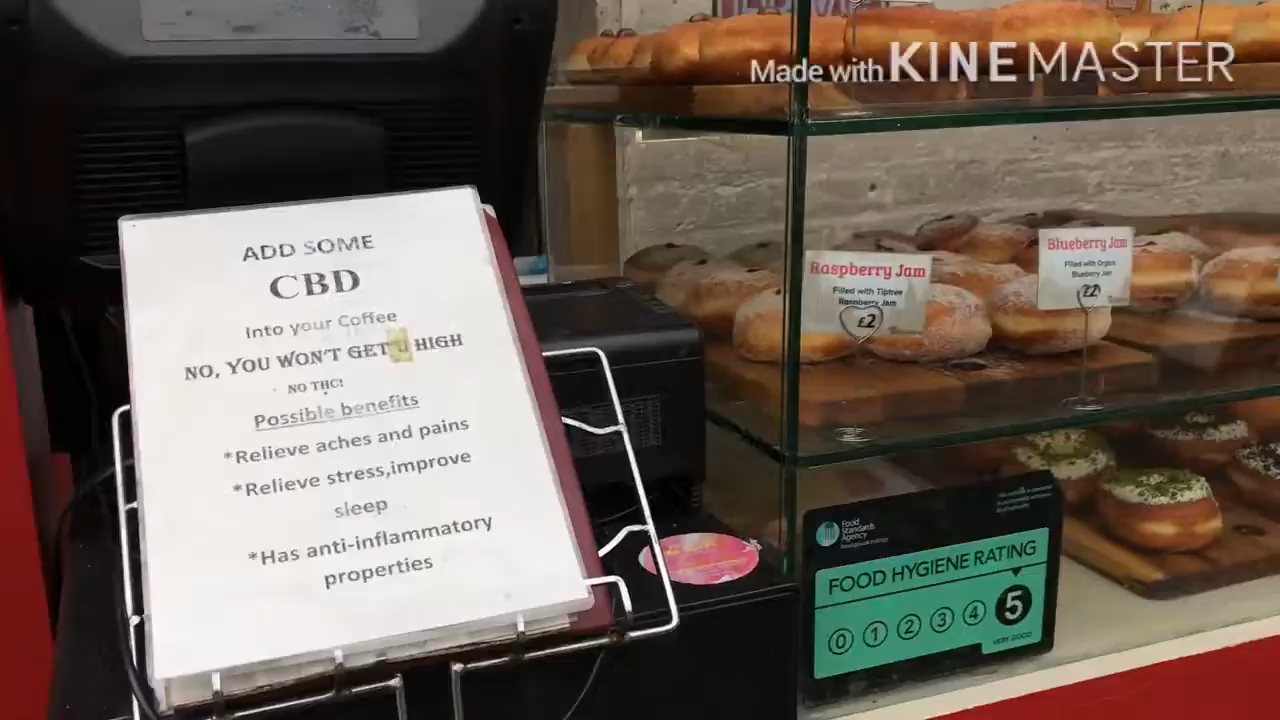 Made with KINEMASTER
ADD SOME
CBD
Into your Coffee
NO, YOU WON'T GET U HIGH
NO THC!
Possible benefits
*Relieve aches and pains
*Relieve stress,improve
sleep
*Has anti-inflammatory
properties
Raspberry Jam
Filled with Tiptree
Raspberry Jam
£2
Blueberry Jam
Filled with Organic
Blueberry Jam
£2
Food
Standards
Agency
FOOD HYGIENE RATING
0 1 2 3 4 5
VERY GOOD